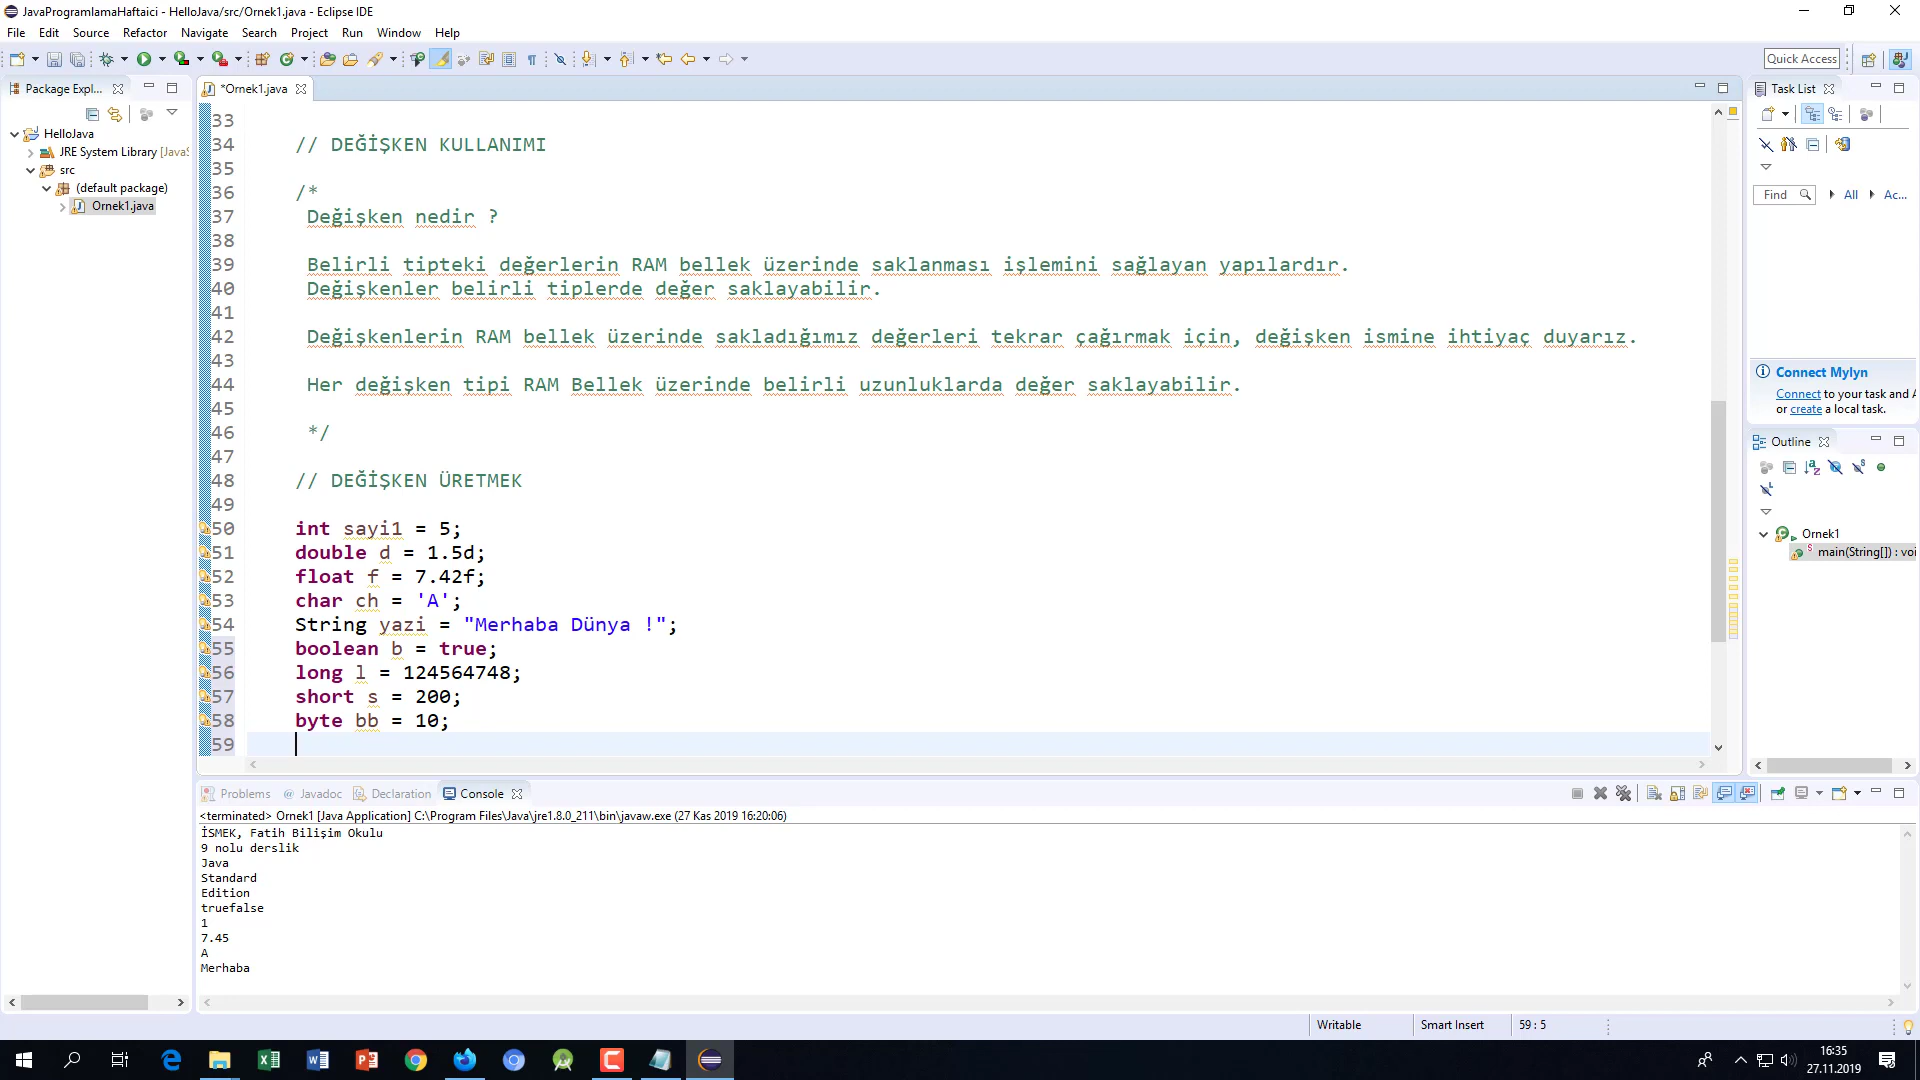 JavaProgramlamaHaftaici - HelloJava/src/Ornek1.java - Eclipse IDE
File Edit Source Refactor Navigate Search Project Run Window Help
Quick Access
Package Expl...
*Ornek1.java
Task List
HelloJava
JRE System Library [JavaS
src
(default package)
Ornek1.java
33
34 // DEĞİŞKEN KULLANIMI
35
36 /*
37 Değişken nedir ?
38
39 Belirli tipteki değerlerin RAM bellek üzerinde saklanması işlemini sağlayan yapılardır.
40 Değişkenler belirli tiplerde değer saklayabilir.
41
42 Değişkenlerin RAM bellek üzerinde sakladığımız değerleri tekrar çağırmak için, değişken ismine ihtiyaç duyarız.
43
44 Her değişken tipi RAM Bellek üzerinde belirli uzunluklarda değer saklayabilir.
45
46 */
47
48 // DEĞİŞKEN ÜRETMEK
49
50 int sayi1 = 5;
51 double d = 1.5d;
52 float f = 7.42f;
53 char ch = 'A';
54 String yazi = "Merhaba Dünya !";
55 boolean b = true;
56 long l = 124564748;
57 short s = 200;
58 byte bb = 10;
59
Find All Ac...
Connect Mylyn
Connect to your task and A
or create a local task.
Outline
Ornek1
main(String[]) : voi
Problems @ Javadoc Declaration Console
<terminated> Ornek1 [Java Application] C:\Program Files\Java\jre1.8.0_211\bin\javaw.exe (27 Kas 2019 16:20:06)
İSMEK, Fatih Bilişim Okulu
9 nolu derslik
Java
Standard
Edition
truefalse
1
7.45
A
Merhaba
Writable Smart Insert 59 : 5
16:35
27.11.2019